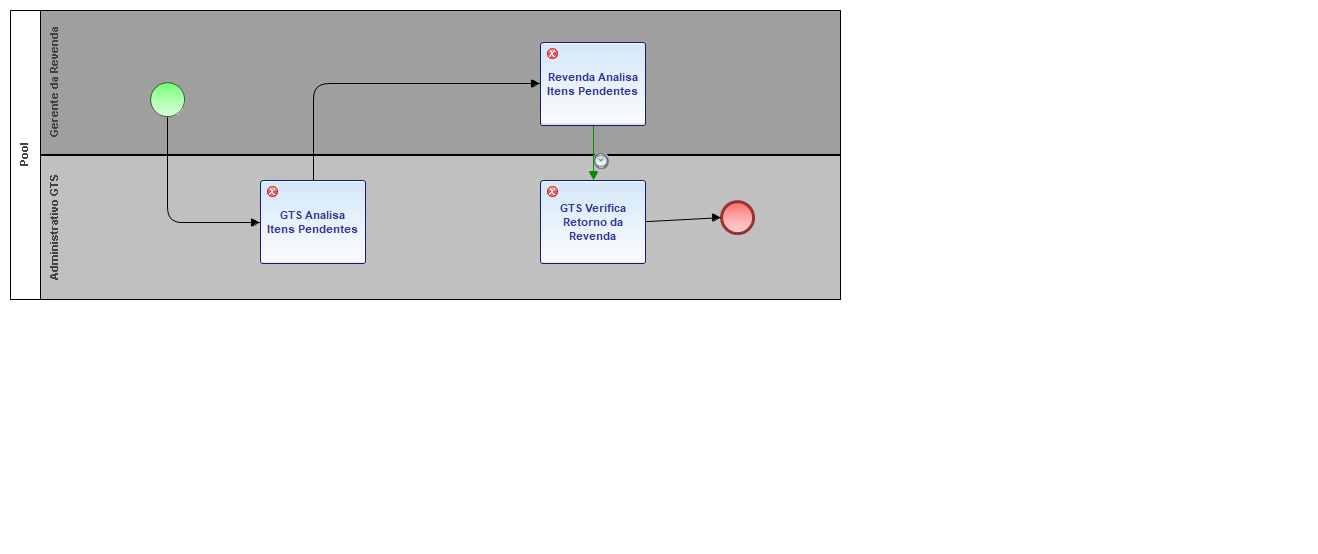 Pool
Gerente da Revenda
Revenda Analisa
Itens Pendentes
Administrativo GTS
GTS Analisa
Itens Pendentes
GTS Verifica
Retorno da
Revenda